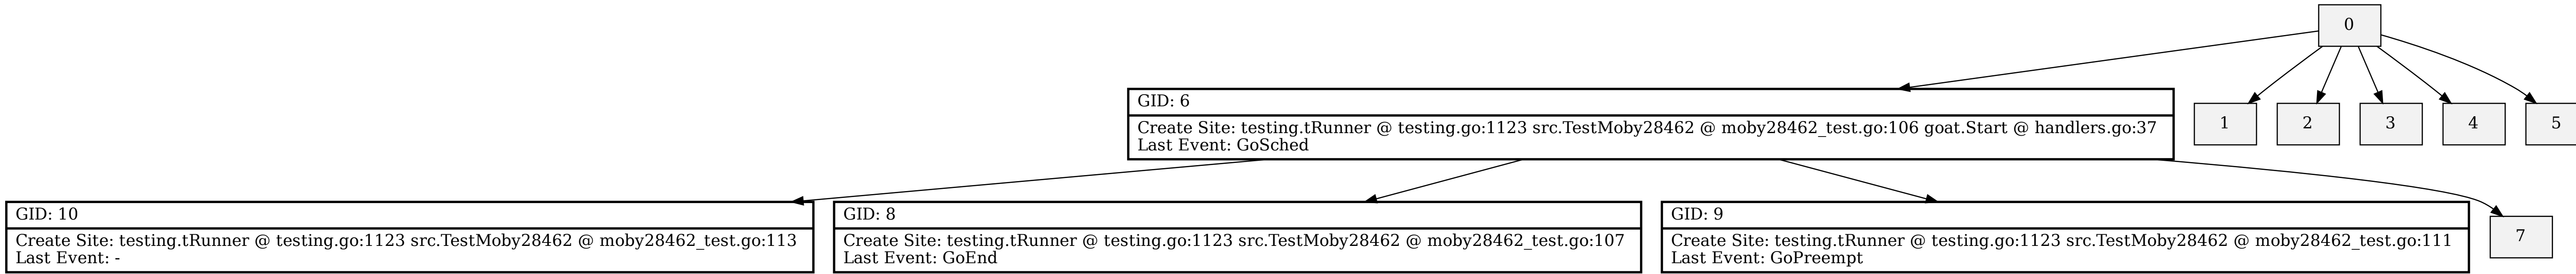 0
GID: 6
Create Site: testing.tRunner @ testing.go:1123 src.TestMoby28462 @ moby28462_test.go:106 goat.Start @ handlers.go:37
Last Event: GoSched
1
2
3
4
5
GID: 10
Create Site: testing.tRunner @ testing.go:1123 src.TestMoby28462 @ moby28462_test.go:113
Last Event: -
GID: 8
Create Site: testing.tRunner @ testing.go:1123 src.TestMoby28462 @ moby28462_test.go:107
Last Event: GoEnd
GID: 9
Create Site: testing.tRunner @ testing.go:1123 src.TestMoby28462 @ moby28462_test.go:111
Last Event: GoPreempt
7